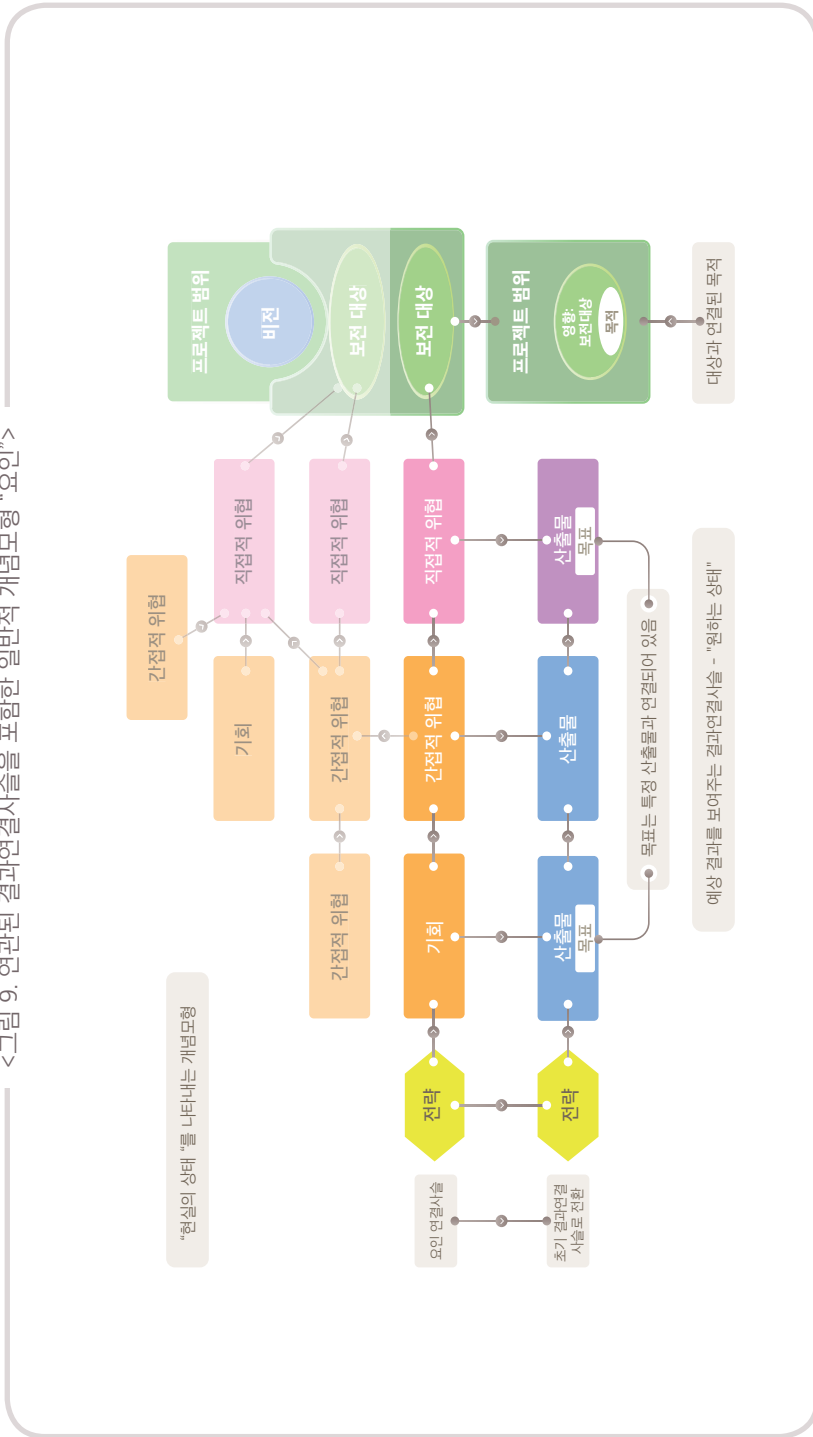 <그림 9. 연관된 결과연결사슬을 포함한 일반적 개념모형 "요인">
간접적 위협
"현실의 상태 "를 나타내는 개념모형
프로젝트 범위
기회
직접적 위협
비전
간접적 위협
간접적 위협
직접적 위협
보전 대상
요인 연결사슬
전략
기회
간접적 위협
직접적 위협
보전 대상
초기 결과연결
사슬로 전환
전략
산출물
목표
산출물
산출물
목표
프로젝트 범위
영향:
보전대상
목적
목표는 특정 산출물과 연결되어 있음
예상 결과를 보여주는 결과연결사슬 – "원하는 상태"
대상과 연결된 목적